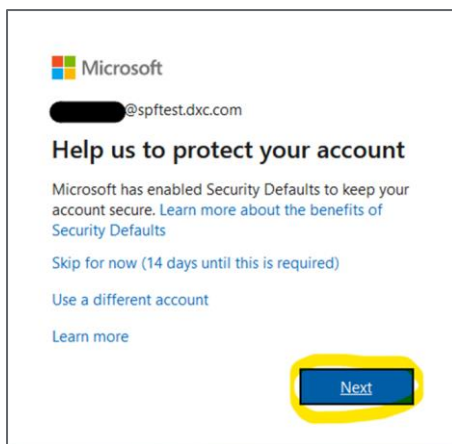 Microsoft
@spftest.dxc.com
Help us to protect your account
Microsoft has enabled Security Defaults to keep your
account secure. Learn more about the benefits of
Security Defaults
Skip for now (14 days until this is required)
Use a different account
Learn more
Next